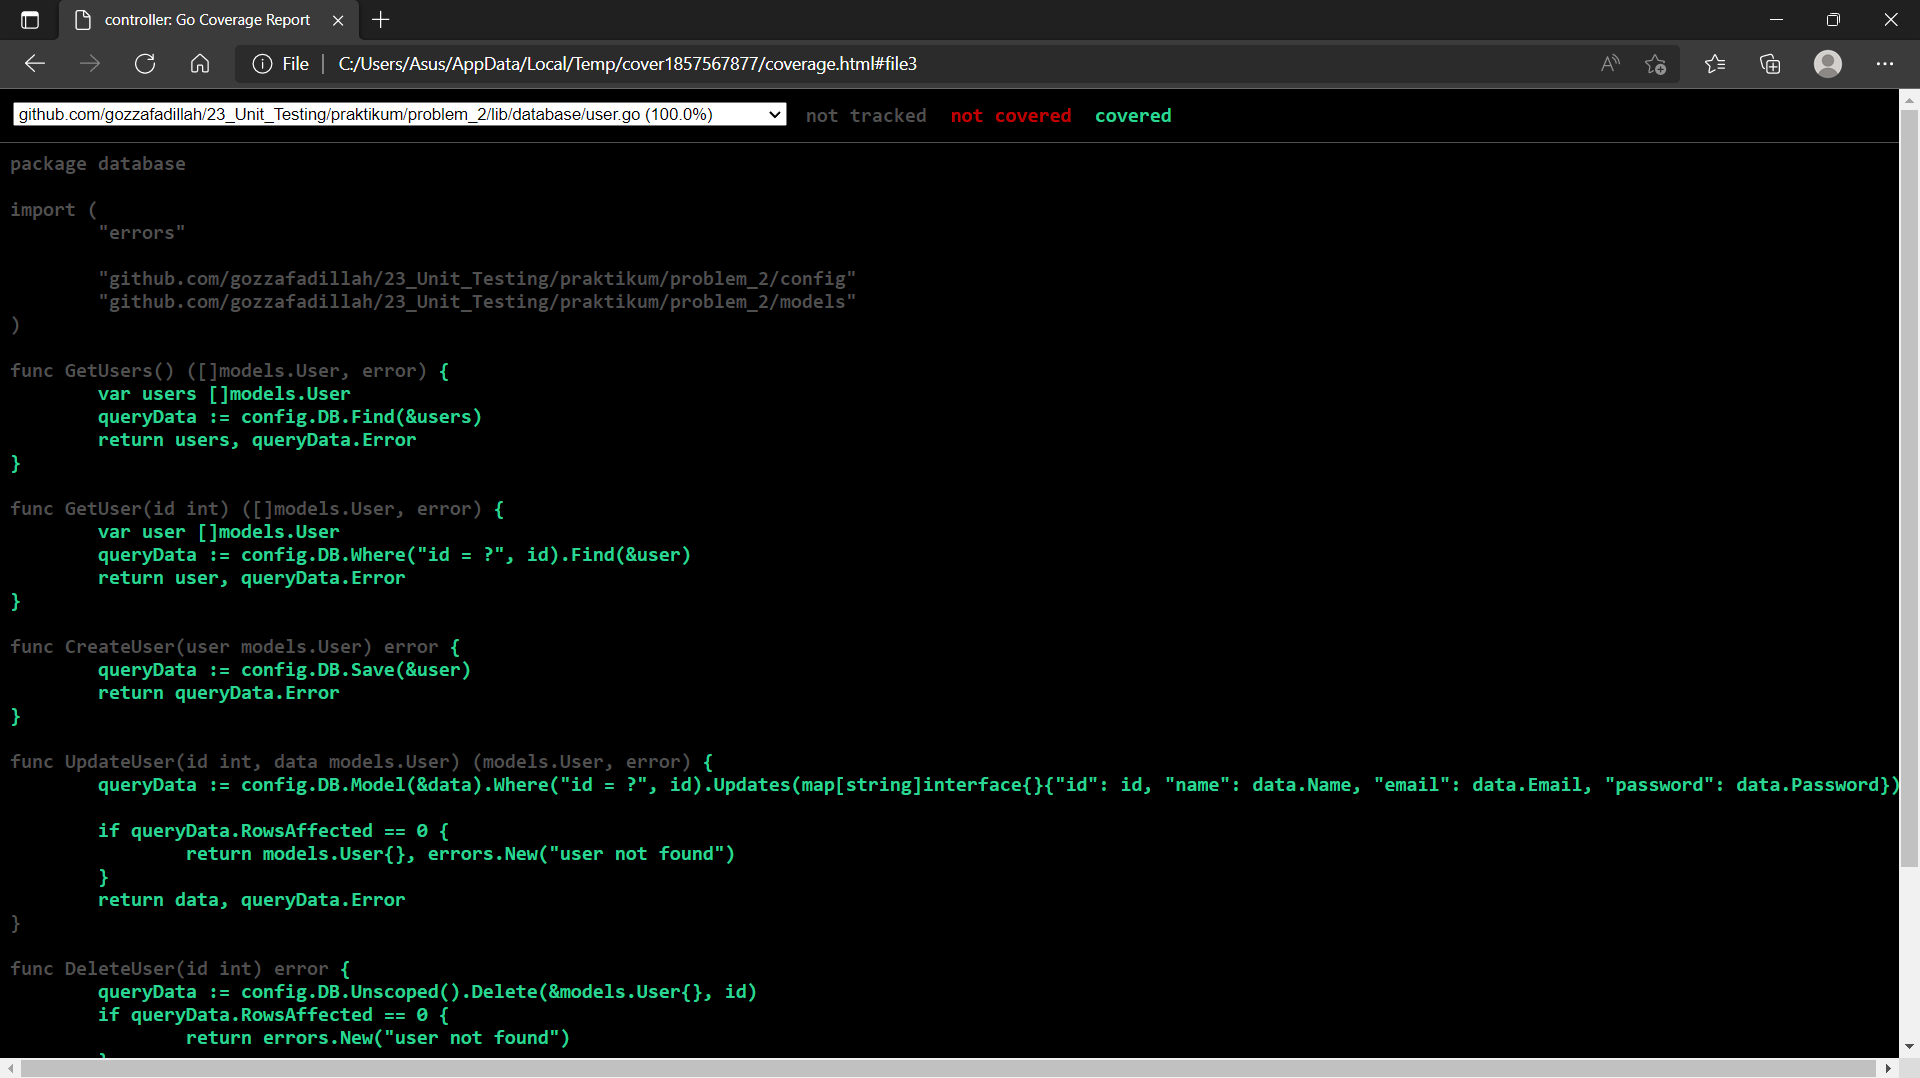 controller: Go Coverage Report
File
C:/Users/Asus/AppData/Local/Temp/cover1857567877/coverage.html#file3
github.com/gozzafadillah/23_Unit_Testing/praktikum/problem_2/lib/database/user.go (100.0%) not tracked not covered covered
package database
import (
"errors"
"github.com/gozzafadillah/23_Unit_Testing/praktikum/problem_2/config"
"github.com/gozzafadillah/23_Unit_Testing/praktikum/problem_2/models"
)
func GetUsers() ([]models.User, error) {
var users []models.User
queryData := config.DB.Find(&users)
return users, queryData.Error
}
func GetUser(id int) ([]models.User, error) {
var user []models.User
queryData := config.DB.Where("id = ?", id).Find(&user)
return user, queryData.Error
}
func CreateUser(user models.User) error {
queryData := config.DB.Save(&user)
return queryData.Error
}
func UpdateUser(id int, data models.User) (models.User, error) {
queryData := config.DB.Model(&data).Where("id = ?", id).Updates(map[string]interface{}{"id": id, "name": data.Name, "email": data.Email, "password": data.Password})
if queryData.RowsAffected == 0 {
return models.User{}, errors.New("user not found")
}
return data, queryData.Error
}
func DeleteUser(id int) error {
queryData := config.DB.Unscoped().Delete(&models.User{}, id)
if queryData.RowsAffected == 0 {
return errors.New("user not found")